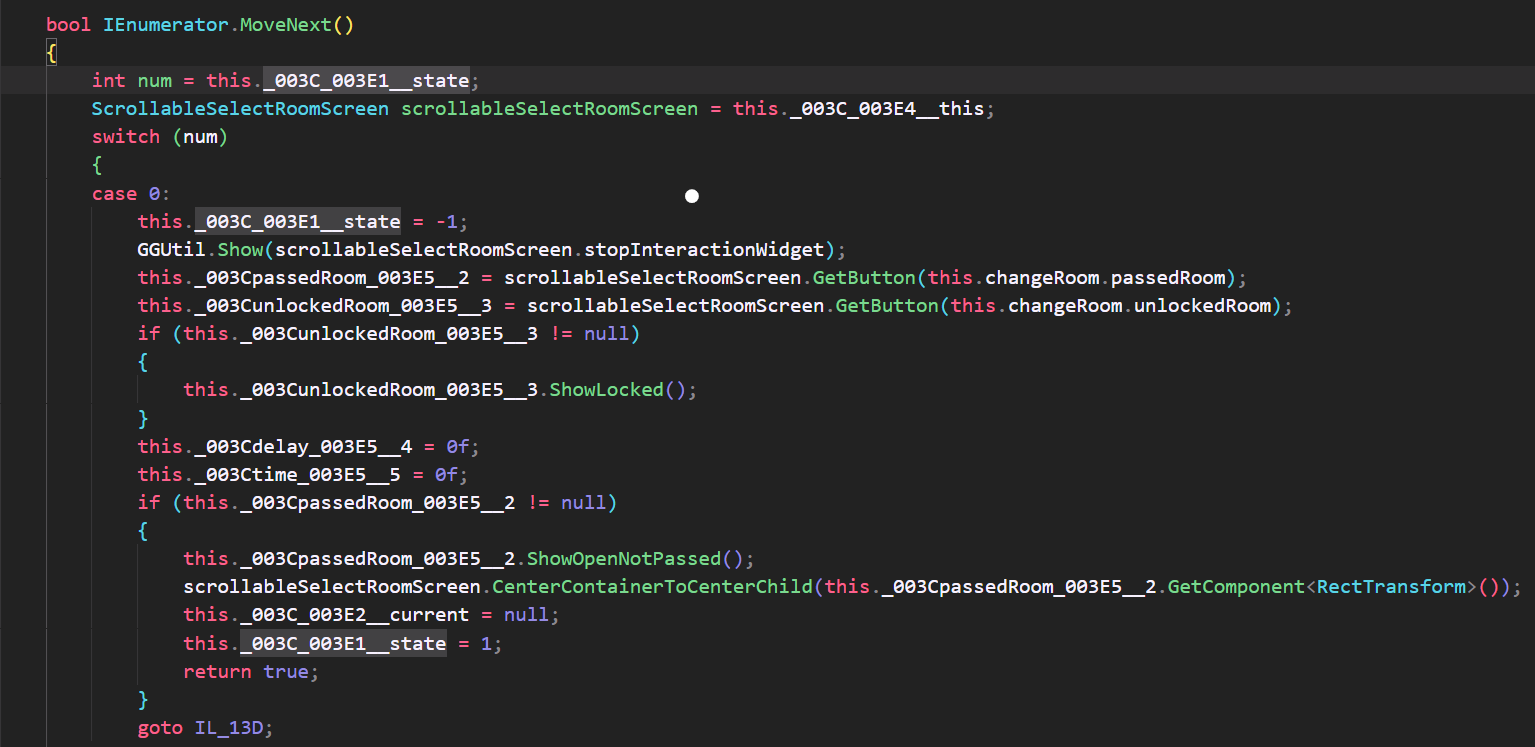 bool IEnumerator.MoveNext()
{
int num = this._003C_003E1__state;
ScrollableSelectRoomScreen scrollableSelectRoomScreen = this._003C_003E4__this;
switch (num)
{
case 0:
this._003C_003E1__state = -1;
GGUtil.Show(scrollableSelectRoomScreen.stopInteractionWidget);
this._003CpassedRoom_003E5__2 = scrollableSelectRoomScreen.GetButton(this.changeRoom.passedRoom);
this._003CunlockedRoom_003E5__3 = scrollableSelectRoomScreen.GetButton(this.changeRoom.unlockedRoom);
if (this._003CunlockedRoom_003E5__3 != null)
{
this._003CunlockedRoom_003E5__3.ShowLocked();
}
this._003Cdelay_003E5__4 = 0f;
this._003Ctime_003E5__5 = 0f;
if (this._003CpassedRoom_003E5__2 != null)
{
this._003CpassedRoom_003E5__2.ShowOpenNotPassed();
scrollableSelectRoomScreen.CenterContainerToCenterChild(this._003CpassedRoom_003E5__2.GetComponent<RectTransform>());
this._003C_003E2__current = null;
this._003C_003E1__state = 1;
return true;
}
goto IL_13D;